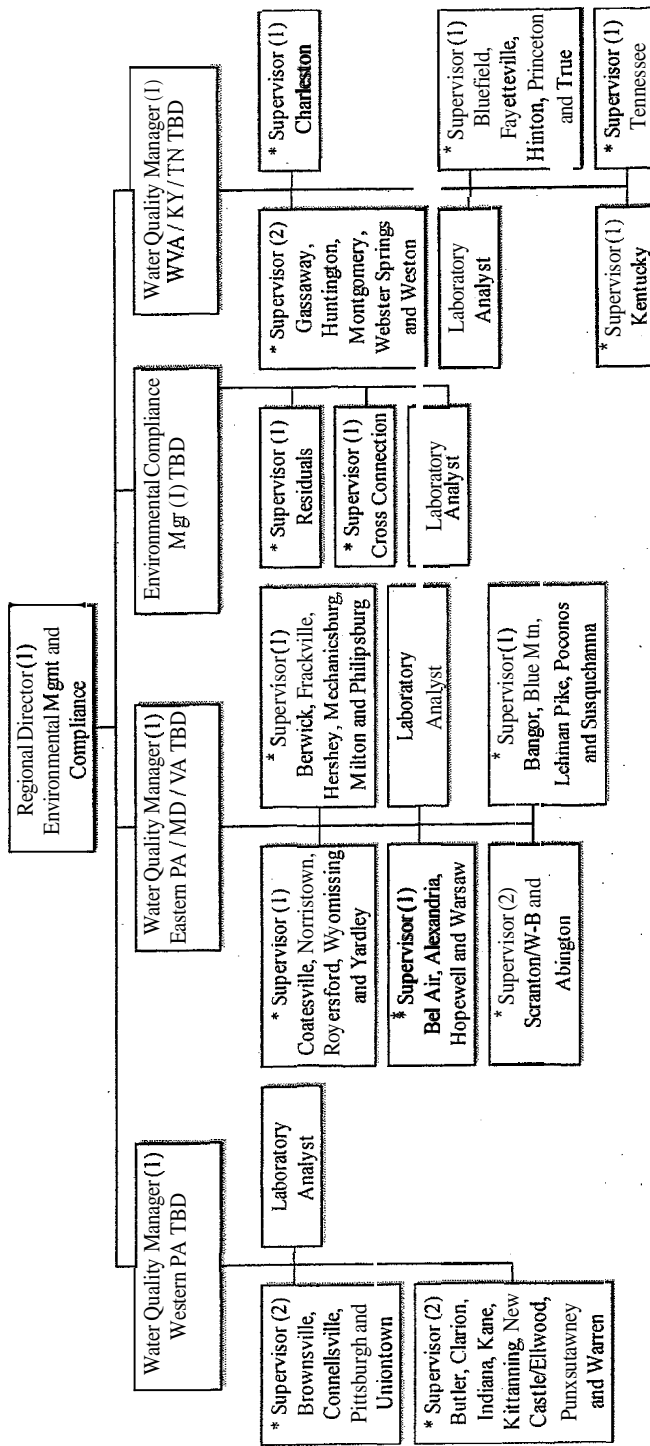 Regional Director (1)
Environmental Mgmt and
Compliance
Water Quality Manager (1)
Western PA TBD
Water Quality Manager (1)
Eastern PA / MD / VA TBD
Environmental Compliance
Mgr (I) TBD
Water Quality Manager (I)
WVA / KY / TN TBD
* Supervisor (2)
Brownsville,
Connellsville,
Pittsburgh and
Uniontown
Laboratory
Analyst
* Supervisor (2)
Butler, Clarion,
Indiana, Kane,
Kittanning, New
Castle/Ellwood,
Punxsutawney
and Warren
* Supervisor (1)
Coatesville, Norristown,
Royersford, Wyomissing
and Yardley
* Supervisor (1)
Berwick, Frackville,
Hershey, Mechanicsburg,
Milton and Philipsburg
* Supervisor (1)
Bel Air, Alexandria,
Hopewell and Warsaw
Laboratory
Analyst
* Supervisor (2)
Scranton/W-B and
Abington
* Supervisor (1)
Bangor, Blue Mtn,
Lehman Pike, Poconos
and Susquehanna
* Supervisor (1)
Residuals
* Supervisor (1)
Cross Connection
Laboratory
Analyst
* Supervisor (2)
Gassaway,
Huntington,
Montgomery,
Webster Springs
and Weston
* Supervisor (1)
Charleston
Laboratory
Analyst
* Supervisor (1)
Bluefield,
Fayetteville,
Hinton, Princeton
and True
* Supervisor (1)
Kentucky
* Supervisor (1)
Tennessee